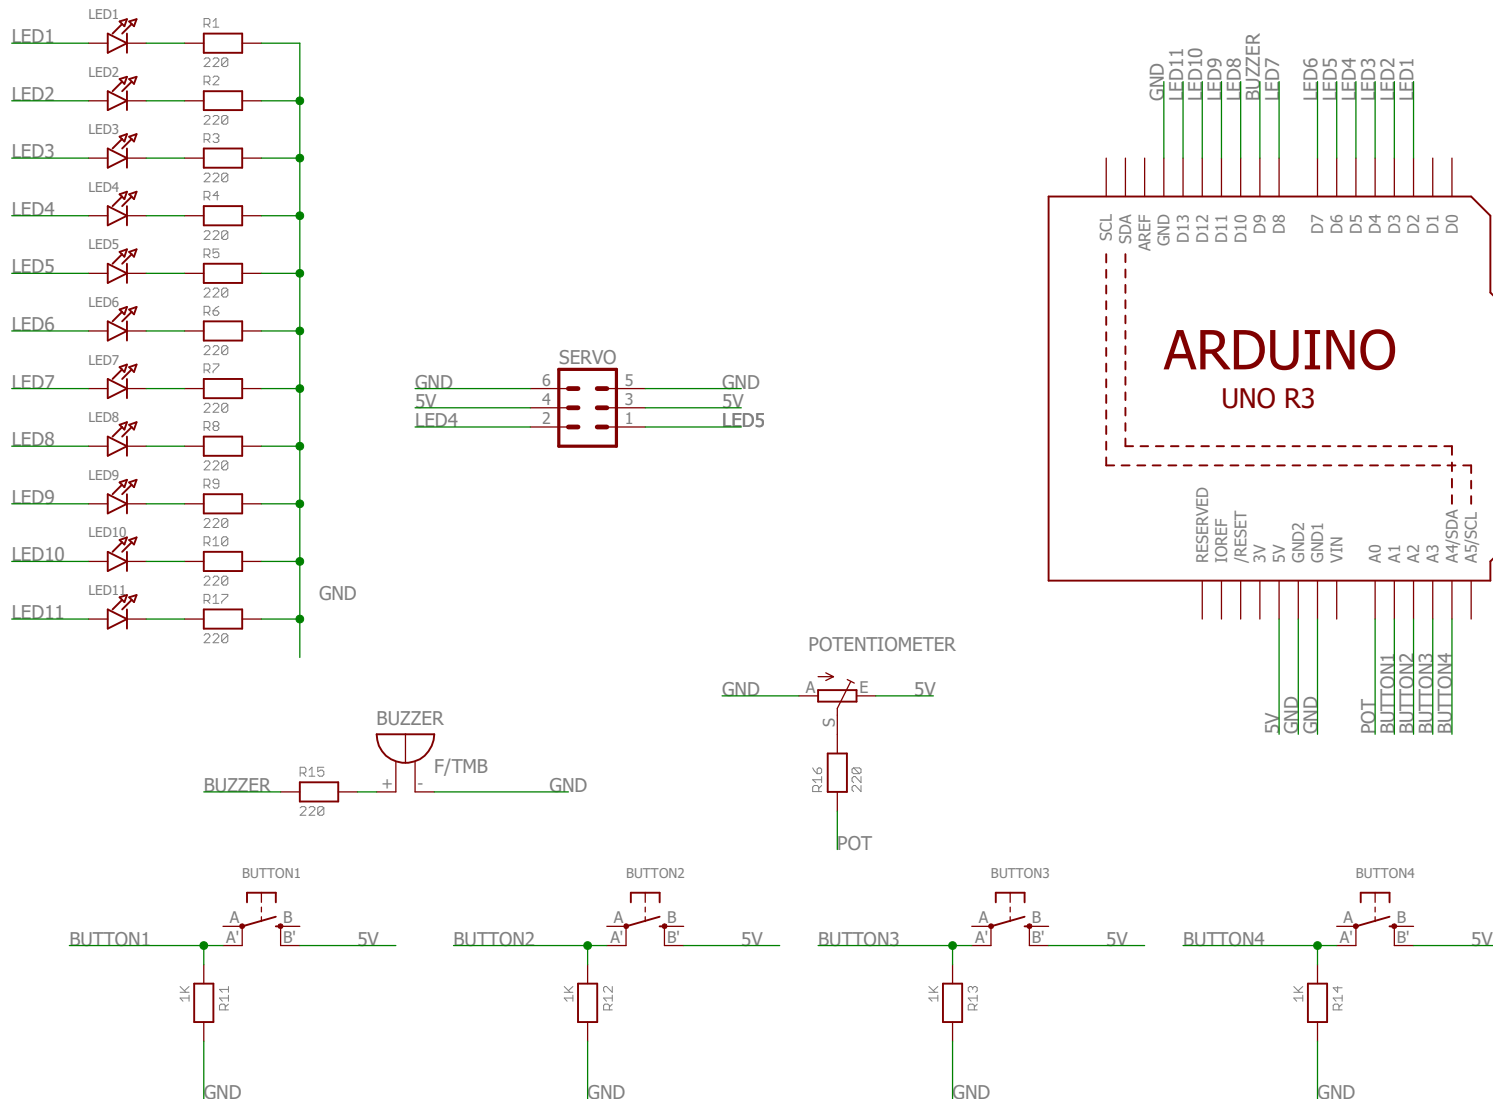 LED1
LED1
R1
220
LED2
LED2
R2
220
LED3
LED3
R3
220
LED4
LED4
R4
220
LED5
LED5
R5
220
LED6
LED6
R6
220
LED7
LED7
R7
220
LED8
LED8
R8
220
LED9
LED9
R9
220
LED10
LED10
R10
220
LED11
LED11
R17
220
GND
SERVO
GND 6 5 GND
5V 4 3 5V
LED4 2 1 LED5
GND
LED11
LED10
LED9
LED8
BUZZER
LED7
LED6
LED5
LED4
LED3
LED2
LED1
SCL
SDA
AREF
GND
D13
D12
D11
D10
D9
D8
D7
D6
D5
D4
D3
D2
D1
D0
ARDUINO
UNO R3
RESERVED
IOREF
/RESET
3V
5V
GND2
GND1
VIN
A0
A1
A2
A3
A4/SDA
A5/SCL
5V
GND
GND
POT
BUTTON1
BUTTON2
BUTTON3
BUTTON4
POTENTIOMETER
GND A E 5V
S
R16
220
POT
BUZZER
F/TMB
BUZZER
R15
220
+ -
GND
BUTTON1
A B
BUTTON1 A' B' 5V
1K
R11
GND
BUTTON2
A B
BUTTON2 A' B' 5V
1K
R12
GND
BUTTON3
A B
BUTTON3 A' B' 5V
1K
R13
GND
BUTTON4
A B
BUTTON4 A' B' 5V
1K
R14
GND